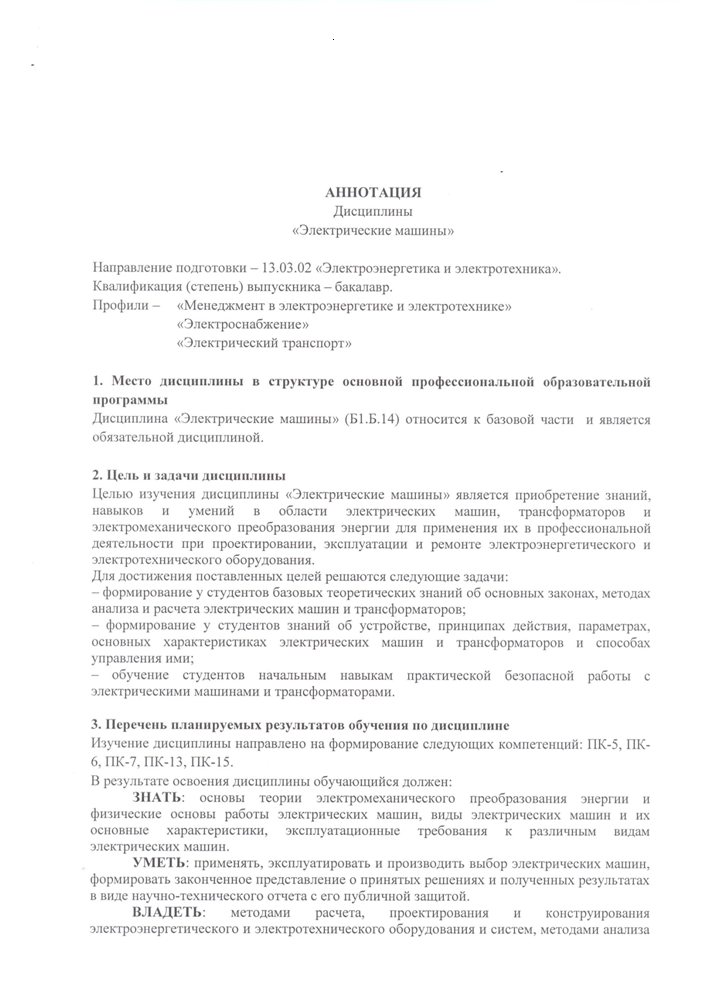 АННОТАЦИЯ
Дисциплины
«Электрические машины»
Направление подготовки – 13.03.02 «Электроэнергетика и электротехника».
Квалификация (степень) выпускника – бакалавр.
Профили – «Менеджмент в электроэнергетике и электротехнике»
«Электроснабжение»
«Электрический транспорт»
1. Место дисциплины в структуре основной профессиональной образовательной
программы
Дисциплина «Электрические машины» (Б1.Б.14) относится к базовой части и является
обязательной дисциплиной.
2. Цель и задачи дисциплины
Целью изучения дисциплины «Электрические машины» является приобретение знаний,
навыков и умений в области электрических машин, трансформаторов и
электромеханического преобразования энергии для применения их в профессиональной
деятельности при проектировании, эксплуатации и ремонте электроэнергетического и
электротехнического оборудования.
Для достижения поставленных целей решаются следующие задачи:
– формирование у студентов базовых теоретических знаний об основных законах, методах
анализа и расчета электрических машин и трансформаторов;
– формирование у студентов знаний об устройстве, принципах действия, параметрах,
основных характеристиках электрических машин и трансформаторов и способах
управления ими;
– обучение студентов начальным навыкам практической безопасной работы с
электрическими машинами и трансформаторами.
3. Перечень планируемых результатов обучения по дисциплине
Изучение дисциплины направлено на формирование следующих компетенций: ПК-5, ПК-
6, ПК-7, ПК-13, ПК-15.
В результате освоения дисциплины обучающийся должен:
ЗНАТЬ: основы теории электромеханического преобразования энергии и
физические основы работы электрических машин, виды электрических машин и их
основные характеристики, эксплуатационные требования к различным видам
электрических машин.
УМЕТЬ: применять, эксплуатировать и производить выбор электрических машин,
формировать законченное представление о принятых решениях и полученных результатах
в виде научно-технического отчета с его публичной защитой.
ВЛАДЕТЬ: методами расчета, проектирования и конструирования
электроэнергетического и электротехнического оборудования и систем, методами анализа